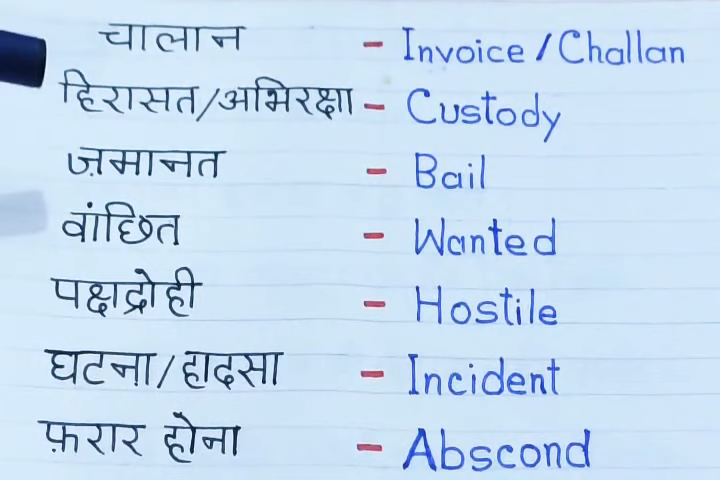 चालान - Invoice / Challan
हिरासत/अभिरक्षा - Custody
ज़मानत - Bail
वांछित - Wanted
पक्षद्रोही - Hostile
घटना/हादसा - Incident
फ़रार होना - Abscond